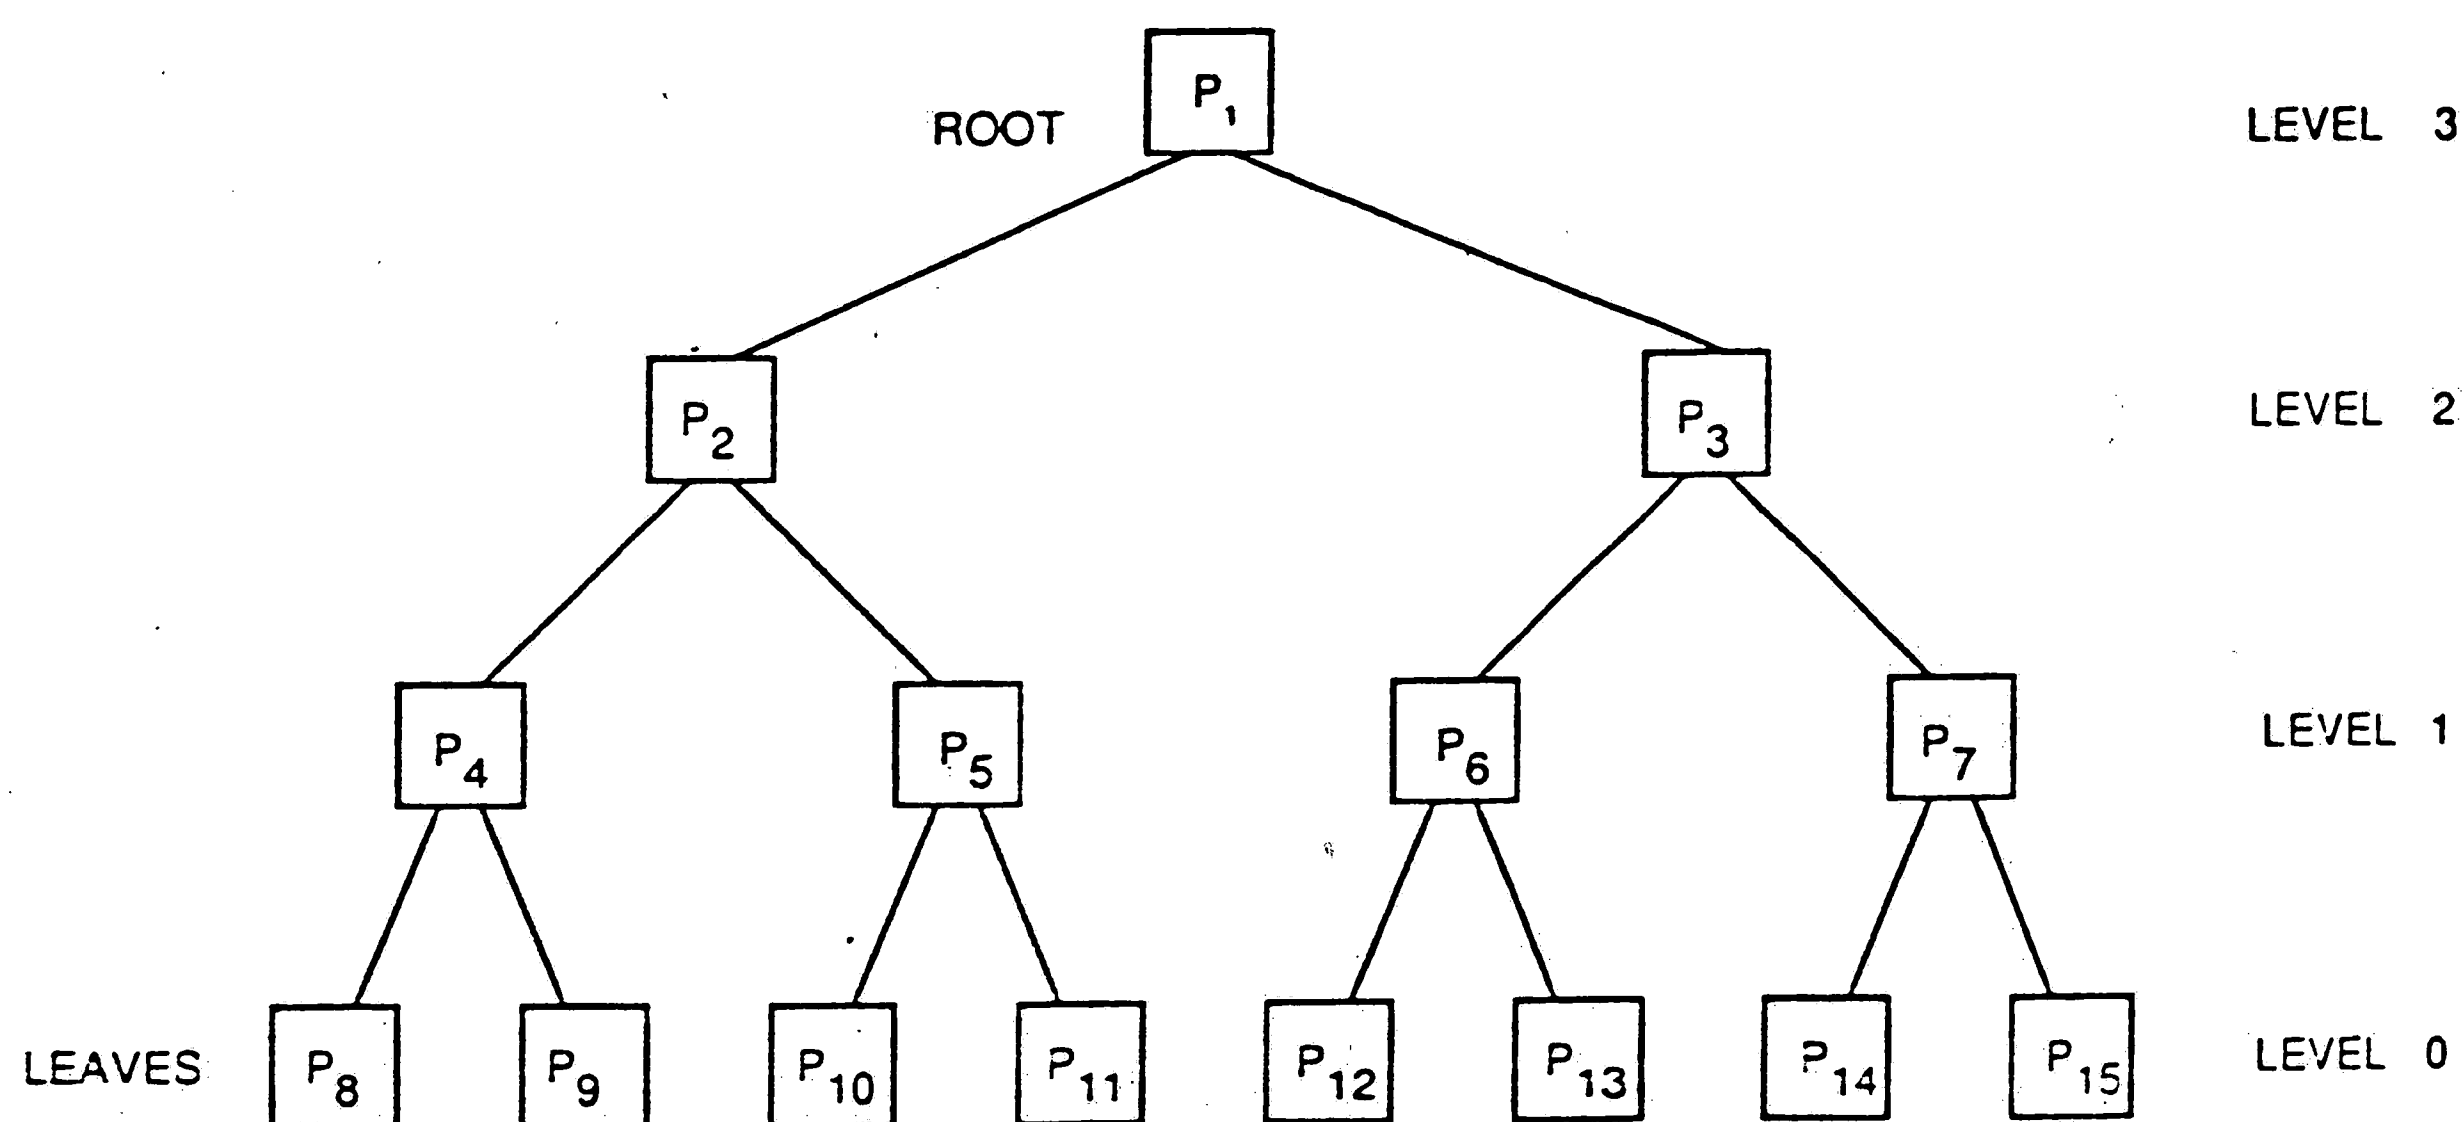 P1
ROOT
LEVEL 3
P2
P3
LEVEL 2
P4
P5
P6
P7
LEVEL 1
LEAVES
P8
P9
P10
P11
P12
P13
P14
P15
LEVEL 0